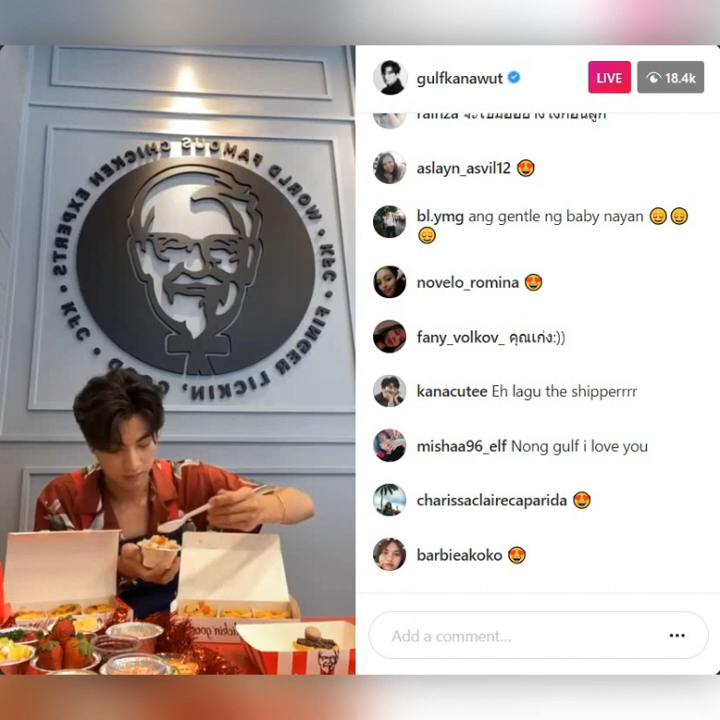 gulfkanawut
LIVE
18.4k
aslayn_asvil12 😍
bl.ymg ang gentle ng baby nayan 😌😌
😌
novelo_romina 😍
fany_volkov_ คุณเก่ง:))
kanacutee Eh lagu the shipperrrr
mishaa96_elf Nong gulf i love you
charissaclairecaparida 😍
barbieakoko 😍
Add a comment...
WORLD FAMOUS CHICKEN EXPERTS • KFC • FINGER LICKIN' GOOD • KFC •